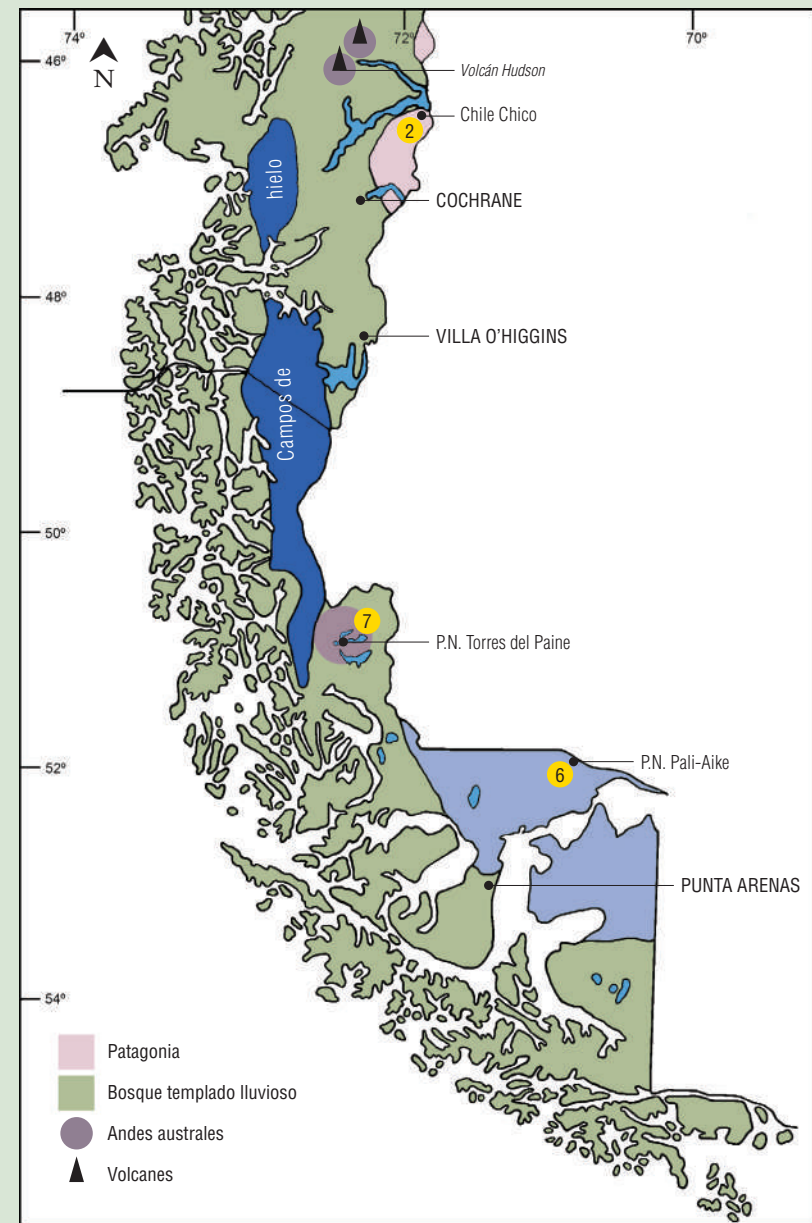 74º
72º
70º
46º
N
Volcán Hudson
Chile Chico
2
hielo
COCHRANE
48º
VILLA O'HIGGINS
Campos de
50º
7
P.N. Torres del Paine
52º
P.N. Pali-Aike
6
PUNTA ARENAS
54º
Patagonia
Bosque templado lluvioso
Andes australes
Volcanes